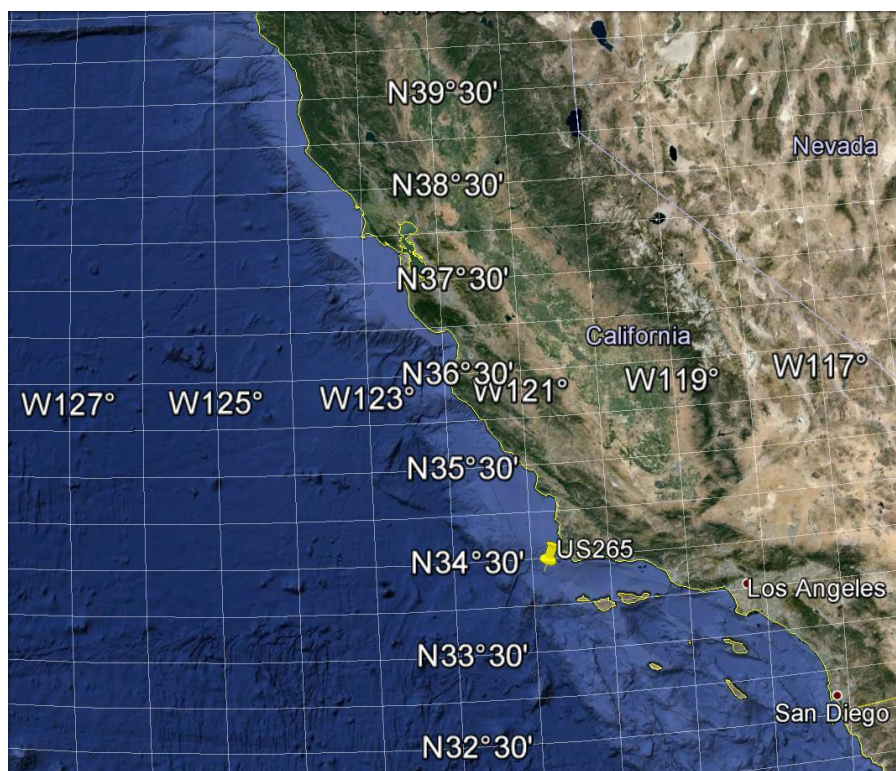 N39°30'
Nevada
N38°30'
N37°30'
California
W117°
N36°30'
W119°
W121°
W123°
W125°
W127°
N35°30'
US265
N34°30'
Los Angeles
N33°30'
San Diego
N32°30'